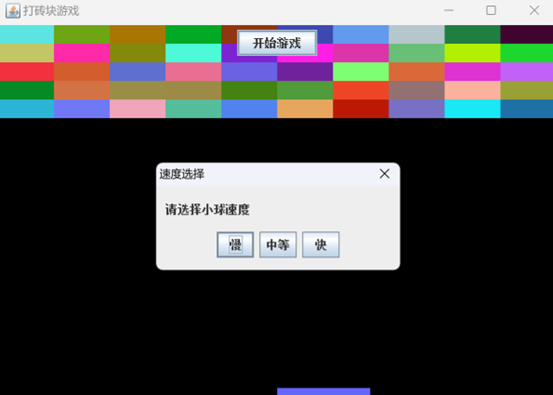 打砖块游戏
开始游戏
速度选择
请选择小球速度
慢 中等 快